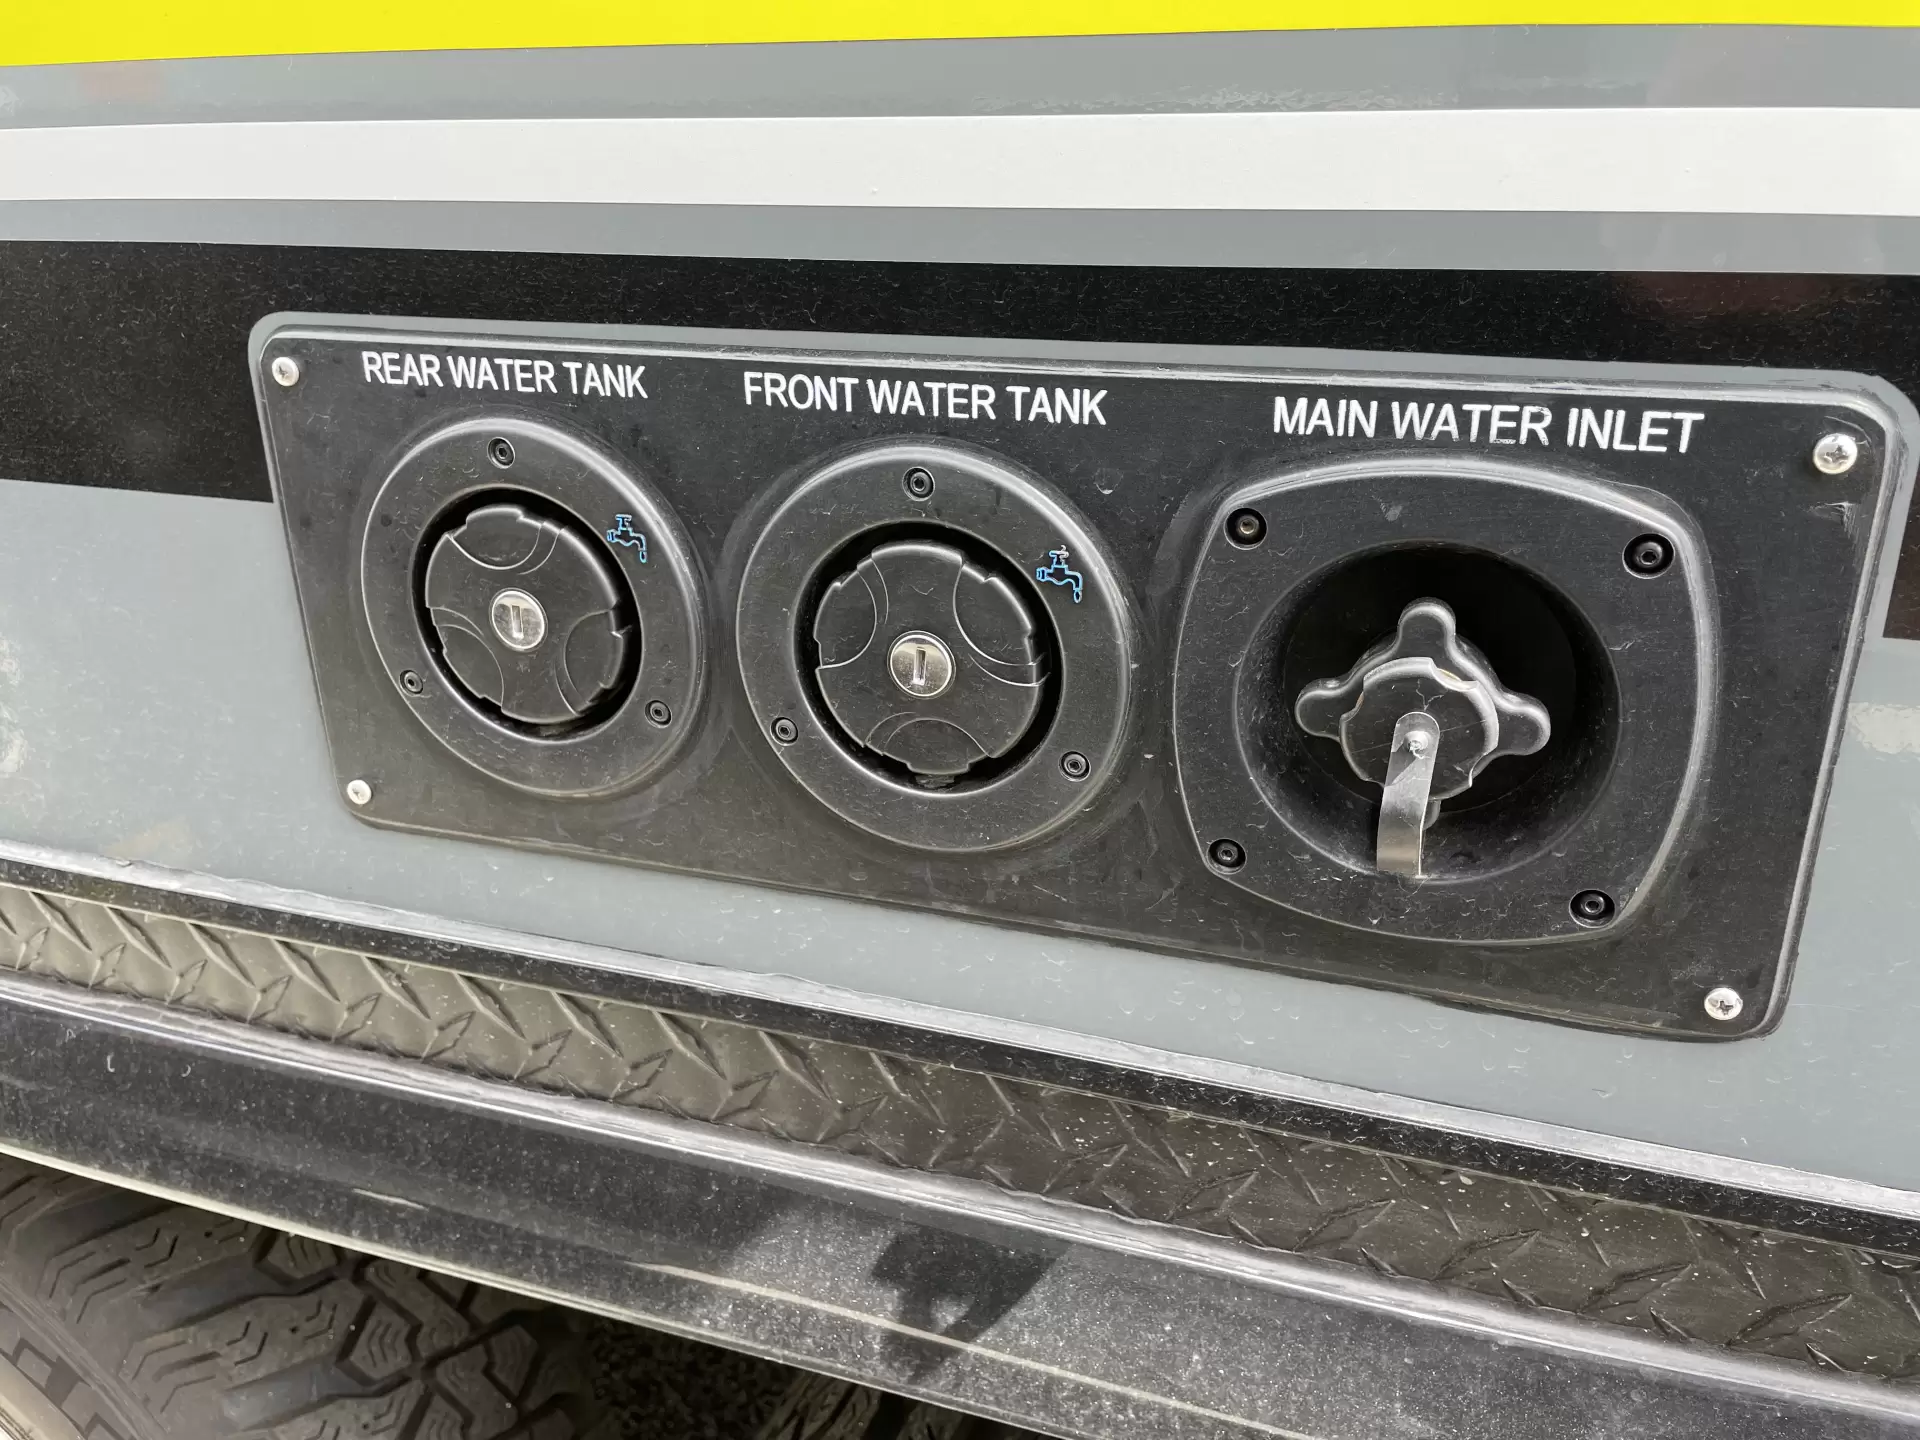 REAR WATER TANK
FRONT WATER TANK
MAIN WATER INLET